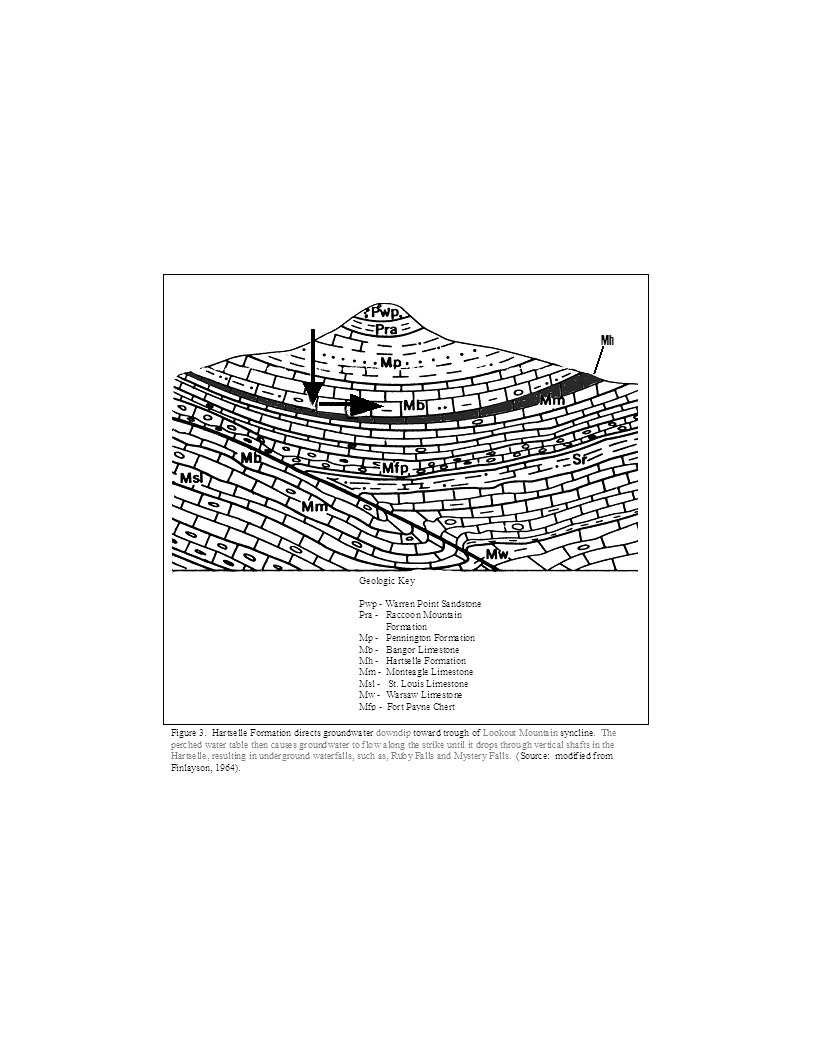 Pwp
Pra
Mh
Mp
Mb
Mm
Mb
Mfp
Sr
Msl
Mm
Mw
Geologic Key
Pwp - Warren Point Sandstone
Pra - Raccoon Mountain
Formation
Mp - Pennington Formation
Mb - Bangor Limestone
Mh - Hartselle Formation
Mm - Monteagle Limestone
Msl - St. Louis Limestone
Mw - Warsaw Limestone
Mfp - Fort Payne Chert
Figure 3. Hartselle Formation directs groundwater downdip toward trough of Lookout Mountain syncline. The
perched water table then causes groundwater to flow along the strike until it drops through vertical shafts in the
Hartselle, resulting in underground waterfalls, such as, Ruby Falls and Mystery Falls. (Source: modified from
Finlayson, 1964).